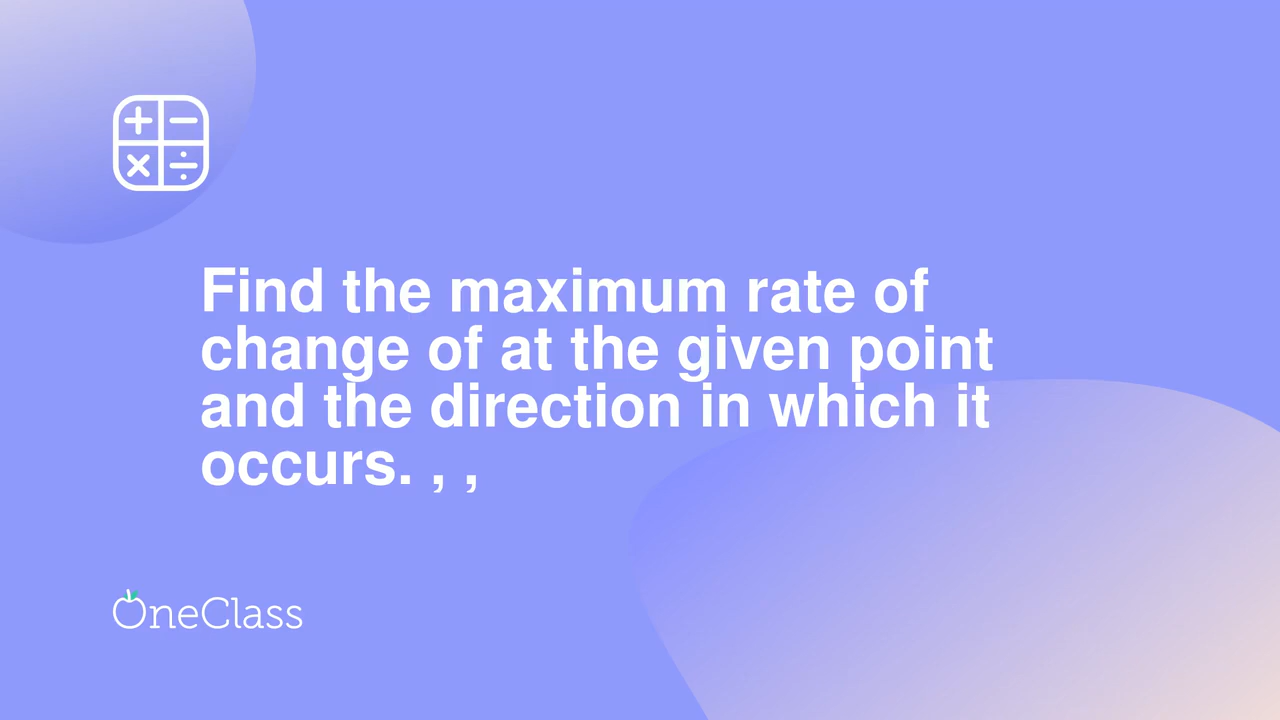 Find the maximum rate of
change of at the given point
and the direction in which it
occurs. , ,
OneClass